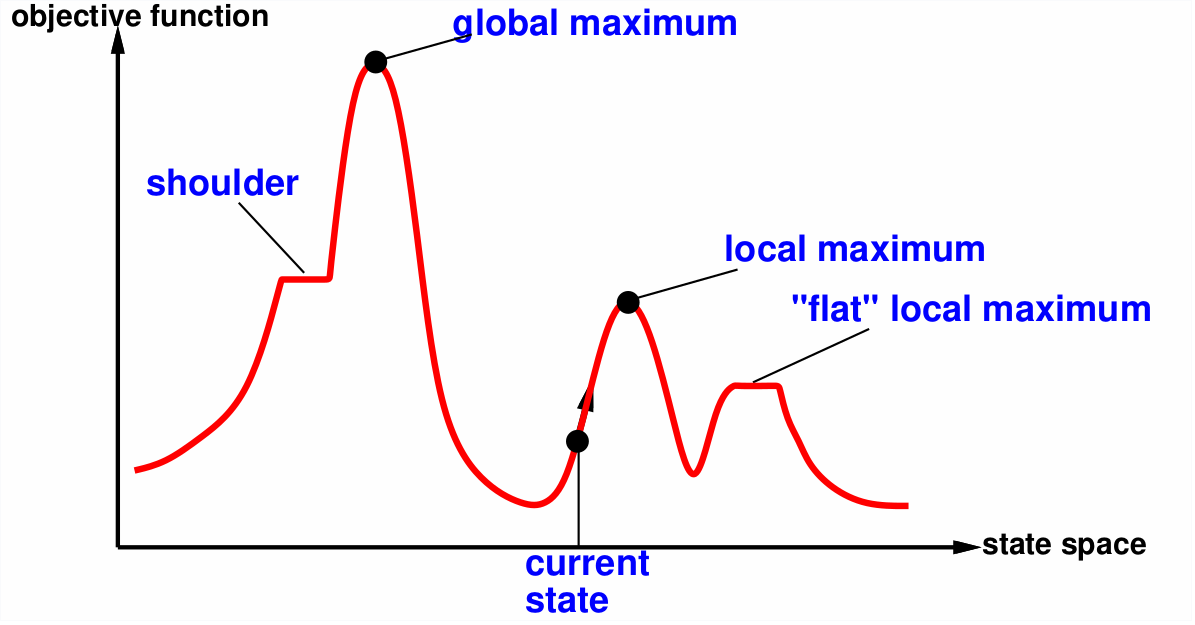 objective function
global maximum
shoulder
local maximum
"flat" local maximum
state space
current
state